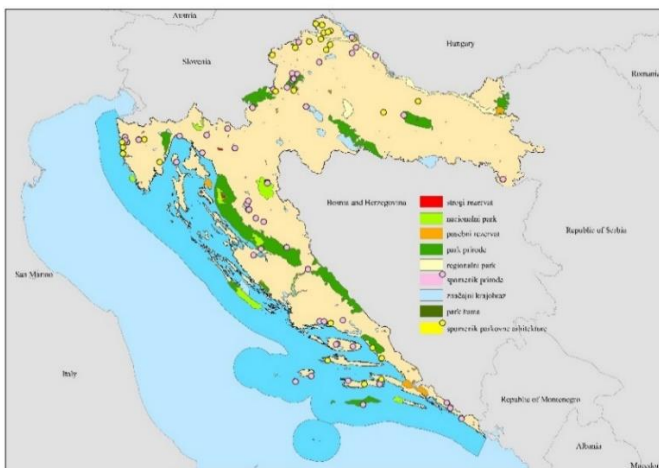 Austria
Hungary
Slovenia
Romania
strogi rezervat
nacionalni park
Bosnia and Herzegovina
posebni rezervat
park prirode
Republic of Serbia
regionalni park
spomenik prirode
San Marino
značajni krajobraz
park šuma
spomenik parkovne arhitekture
Italy
Republic of Montenegro
Albania
Macedo